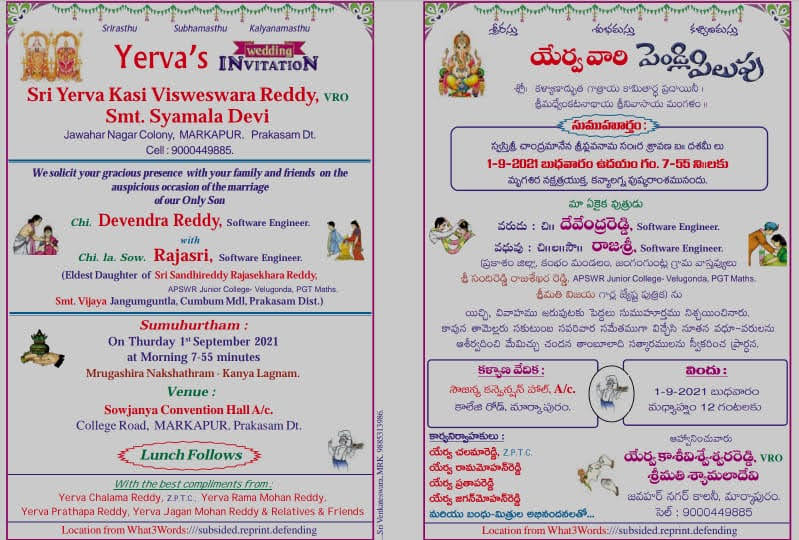 Srirasthu Subhamasthu Kalyanamasthu
Yerva's wedding INVITATION
Sri Yerva Kasi Visweswara Reddy, VRO
Smt. Syamala Devi
Jawahar Nagar Colony, MARKAPUR. Prakasam Dt.
Cell : 9000449885.
We solicit your gracious presence with your family and friends on the
auspicious occasion of the marriage
of our Only Son
Chi. Devendra Reddy, Software Engineer.
with
Chi. la. Sow. Rajasri, Software Engineer.
(Eldest Daughter of Sri Sandhireddy Rajasekhara Reddy,
APSWR Junior College- Velugonda, PGT Maths.
Smt. Vijaya Jangumguntla, Cumbum Mdl, Prakasam Dist.)
Sumuhurtham :
On Thurday 1st September 2021
at Morning 7-55 minutes
Mrugashira Nakshathram - Kanya Lagnam.
Venue :
Sowjanya Convention Hall A/c.
College Road, MARKAPUR. Prakasam Dt.
Lunch Follows
With the best compliments from :
Yerva Chalama Reddy, Z.P.T.C., Yerva Rama Mohan Reddy,
Yerva Prathapa Reddy, Yerva Jagan Mohan Reddy & Relatives & Friends
Location from What3Words:///subsided.reprint.defending
Sri Venkateswara, MRK. 9885313986.
శ్రీరస్తు శుభమస్తు కళ్యాణమస్తు
యేర్వ వారి పెండ్లి పిలుపు
శ్లో॥ కళ్యాణాద్భుత గాత్రాయ కామితార్థ ప్రదాయినే ।
శ్రీమద్వేంకటనాథాయ శ్రీనివాసాయ మంగళం ॥
సుముహూర్తం :
స్వస్తిశ్రీ చాంద్రమానేన శ్రీప్లవనామ సం॥ర శ్రావణ బ॥ దశమీ లు
1-9-2021 బుధవారం ఉదయం గం. 7-55 ని॥లకు
మృగశిర నక్షత్రయుక్త, కన్యాలగ్న పుష్కరాంశమునందు.
మా ఏకైక పుత్రుడు
వరుడు : చి॥ దేవేంద్రరెడ్డి, Software Engineer.
వధువు : చి॥ల॥సౌ॥ రాజశ్రీ, Software Engineer.
(ప్రకాశం జిల్లా, కంభం మండలం, జంగంగుంట్ల గ్రామ వాస్తవ్యులు
శ్రీ సందిరెడ్డి రాజశేఖర రెడ్డి, APSWR Junior College- Velugonda, PGT Maths.
శ్రీమతి విజయ గార్ల జ్యేష్ఠ పుత్రిక) ను
యిచ్చి, వివాహము జరుపుటకు పెద్దలు సుముహూర్తము నిశ్చయించినారు.
కావున తామెల్లరు సకుటుంబ సపరివార సమేతముగా విచ్చేసి నూతన వధూ-వరులను
ఆశీర్వదించి మేమిచ్చు చందన తాంబూలాది సత్కారములను స్వీకరించ ప్రార్థన.
కళ్యాణ వేదిక :
సౌజన్య కన్వెన్షన్ హాల్, A/c.
కాలేజి రోడ్, మార్కాపురం.
విందు :
1-9-2021 బుధవారం
మధ్యాహ్నం 12 గంటలకు
కార్యనిర్వాహకులు :
యేర్వ చలమారెడ్డి, Z.P.T.C.
యేర్వ రామమోహన్‌రెడ్డి
యేర్వ ప్రతాపరెడ్డి
యేర్వ జగన్‌మోహన్‌రెడ్డి
మరియు బంధు-మిత్రుల అభినందనలతో...
ఆహ్వానించువారు
యేర్వ కాశీవిశ్వేశ్వరరెడ్డి, VRO
శ్రీమతి శ్యామలాదేవి
జవహర్ నగర్ కాలనీ, మార్కాపురం.
సెల్ : 9000449885
Location from What3Words:///subsided.reprint.defending